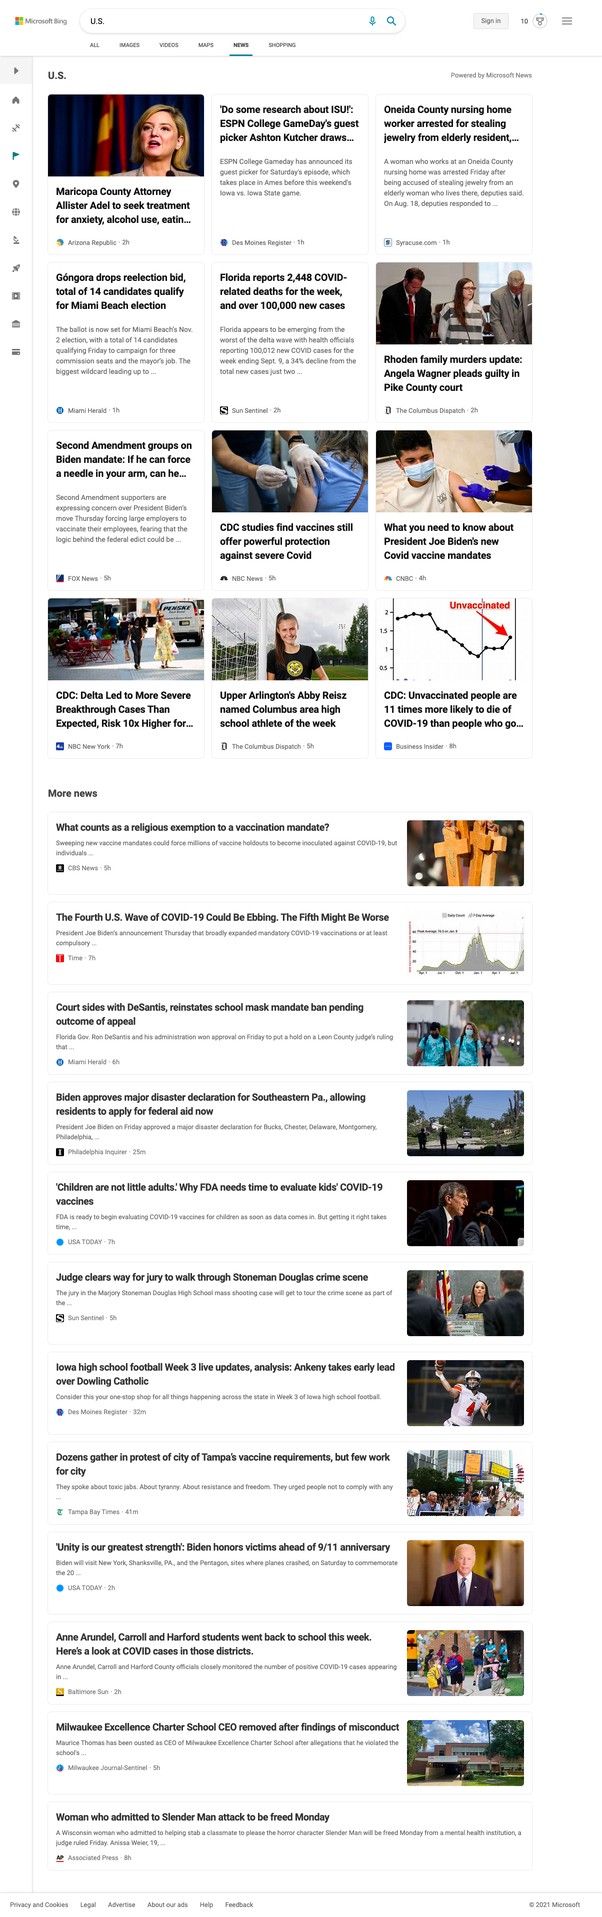 Microsoft Bing
U.S.
Sign in
10
ALL IMAGES VIDEOS MAPS NEWS SHOPPING
U.S.
Powered by Microsoft News
Maricopa County Attorney
Allister Adel to seek treatment
for anxiety, alcohol use, eatin...
Arizona Republic · 2h
'Do some research about ISU!':
ESPN College GameDay's guest
picker Ashton Kutcher draws...
ESPN College Gameday has announced its
guest picker for Saturday's episode, which
takes place in Ames before this weekend's
Iowa vs. Iowa State game.
Des Moines Register · 1h
Oneida County nursing home
worker arrested for stealing
jewelry from elderly resident,...
A woman who works at an Oneida County
nursing home was arrested Friday after
being accused of stealing jewelry from an
elderly woman who lives there, deputies said.
On Aug. 18, deputies responded to ...
Syracuse.com · 1h
Góngora drops reelection bid,
total of 14 candidates qualify
for Miami Beach election
The ballot is now set for Miami Beach's Nov.
2 election, with a total of 14 candidates
qualifying Friday to campaign for three
commission seats and the mayor's job. The
biggest wildcard leading up to ...
Miami Herald · 1h
Florida reports 2,448 COVID-
related deaths for the week,
and over 100,000 new cases
Florida appears to be emerging from the
worst of the delta wave with health officials
reporting 100,012 new COVID cases for the
week ending Sept. 9, a 34% decline from the
total new cases just two ...
Sun Sentinel · 2h
Rhoden family murders update:
Angela Wagner pleads guilty in
Pike County court
The Columbus Dispatch · 2h
Second Amendment groups on
Biden mandate: If he can force
a needle in your arm, can he...
Second Amendment supporters are
expressing concern over President Biden's
move Thursday forcing large employers to
vaccinate their employees, fearing that the
logic behind the federal edict could be ...
FOX News · 5h
CDC studies find vaccines still
offer powerful protection
against severe Covid
NBC News · 5h
What you need to know about
President Joe Biden's new
Covid vaccine mandates
CNBC · 4h
PENSKE
CDC: Delta Led to More Severe
Breakthrough Cases Than
Expected, Risk 10x Higher for...
NBC New York · 7h
Upper Arlington's Abby Reisz
named Columbus area high
school athlete of the week
The Columbus Dispatch · 5h
Unvaccinated
2
1.5
1
0.5
CDC: Unvaccinated people are
11 times more likely to die of
COVID-19 than people who go...
Business Insider · 8h
More news
What counts as a religious exemption to a vaccination mandate?
Sweeping new vaccine mandates could force millions of vaccine holdouts to become inoculated against COVID-19, but
individuals ...
CBS News · 5h
The Fourth U.S. Wave of COVID-19 Could Be Ebbing. The Fifth Might Be Worse
President Joe Biden's announcement Thursday that broadly expanded mandatory COVID-19 vaccinations or at least
compulsory ...
Time · 7h
Daily Count 7-Day Average
Court sides with DeSantis, reinstates school mask mandate ban pending
outcome of appeal
Florida Gov. Ron DeSantis and his administration won approval on Friday to put a hold on a Leon County judge's ruling
that ...
Miami Herald · 6h
Biden approves major disaster declaration for Southeastern Pa., allowing
residents to apply for federal aid now
President Joe Biden on Friday approved a major disaster declaration for Bucks, Chester, Delaware, Montgomery,
Philadelphia, ...
Philadelphia Inquirer · 25m
'Children are not little adults.' Why FDA needs time to evaluate kids' COVID-19
vaccines
FDA is ready to begin evaluating COVID-19 vaccines for children as soon as data comes in. But getting it right takes
time, ...
USA TODAY · 7h
Judge clears way for jury to walk through Stoneman Douglas crime scene
The jury in the Marjory Stoneman Douglas High School mass shooting case will get to tour the crime scene as part of
the ...
Sun Sentinel · 5h
Iowa high school football Week 3 live updates, analysis: Ankeny takes early lead
over Dowling Catholic
Consider this your one-stop shop for all things happening across the state in Week 3 of Iowa high school football.
Des Moines Register · 32m
4
Dozens gather in protest of city of Tampa's vaccine requirements, but few work
for city
They spoke about toxic jabs. About tyranny. About resistance and freedom. They urged people not to comply with any
...
Tampa Bay Times · 41m
'Unity is our greatest strength': Biden honors victims ahead of 9/11 anniversary
Biden will visit New York, Shanksville, PA., and the Pentagon, sites where planes crashed, on Saturday to commemorate
the 20 ...
USA TODAY · 2h
Anne Arundel, Carroll and Harford students went back to school this week.
Here's a look at COVID cases in those districts.
Anne Arundel, Carroll and Harford County officials closely monitored the number of positive COVID-19 cases appearing
in ...
Baltimore Sun · 2h
Milwaukee Excellence Charter School CEO removed after findings of misconduct
Maurice Thomas has been ousted as CEO of Milwaukee Excellence Charter School after allegations that he violated the
school's ...
Milwaukee Journal-Sentinel · 5h
Woman who admitted to Slender Man attack to be freed Monday
A Wisconsin woman who admitted to helping stab a classmate to please the horror character Slender Man will be freed Monday from a mental health institution, a
judge ruled Friday. Anissa Weier, 19, ...
AP Associated Press · 8h
Privacy and Cookies Legal Advertise About our ads Help Feedback © 2021 Microsoft